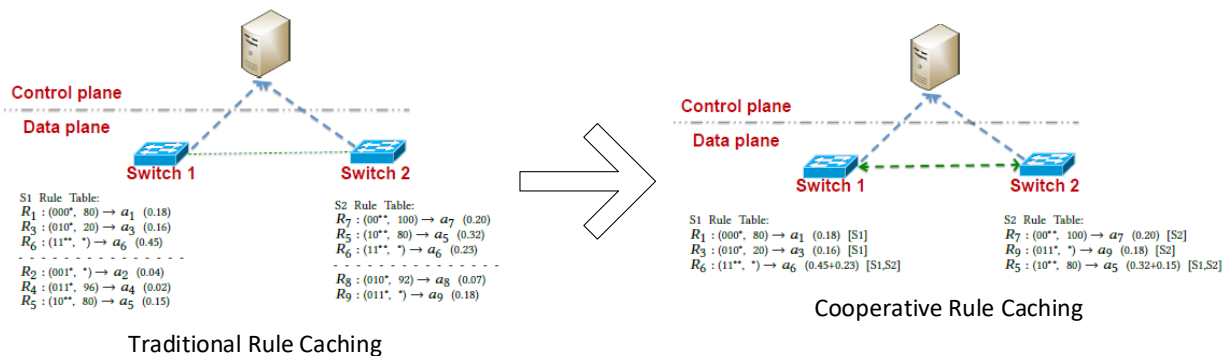 Control plane
Data plane
Switch 1
Switch 2
S1 Rule Table:
R1 : (000*, 80) → a1 (0.18)
R3 : (010*, 20) → a3 (0.16)
R6 : (11**, *) → a6 (0.45)
R2 : (001*, *) → a2 (0.04)
R4 : (011*, 96) → a4 (0.02)
R5 : (10**, 80) → a5 (0.15)
S2 Rule Table:
R7 : (00**, 100) → a7 (0.20)
R5 : (10**, 80) → a5 (0.32)
R6 : (11**, *) → a6 (0.23)
R8 : (010*, 92) → a8 (0.07)
R9 : (011*, *) → a9 (0.18)
Traditional Rule Caching
Control plane
Data plane
Switch 1
Switch 2
S1 Rule Table:
R1 : (000*, 80) → a1 (0.18) [S1]
R3 : (010*, 20) → a3 (0.16) [S1]
R6 : (11**, *) → a6 (0.45+0.23) [S1,S2]
S2 Rule Table:
R7 : (00**, 100) → a7 (0.20) [S2]
R9 : (011*, *) → a9 (0.18) [S2]
R5 : (10**, 80) → a5 (0.32+0.15) [S1,S2]
Cooperative Rule Caching